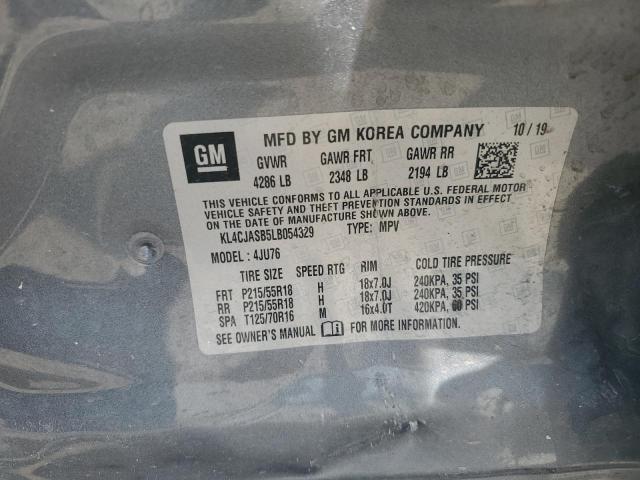 GM
MFD BY GM KOREA COMPANY 10/19
GVWR GAWR FRT GAWR RR
4286 LB 2348 LB 2194 LB
THIS VEHICLE CONFORMS TO ALL APPLICABLE U.S. FEDERAL MOTOR
VEHICLE SAFETY AND THEFT PREVENTION STANDARDS IN EFFECT
ON THE DATE OF MANUFACTURE SHOWN ABOVE.
KL4CJASB5LB054329 TYPE: MPV
MODEL: 4JU76
TIRE SIZE SPEED RTG RIM COLD TIRE PRESSURE
FRT P215/55R18 H 18x7.0J 240KPA, 35 PSI
RR P215/55R18 H 18x7.0J 240KPA, 35 PSI
SPA T125/70R16 M 16x4.0T 420KPA, 60 PSI
SEE OWNER'S MANUAL FOR MORE INFORMATION.